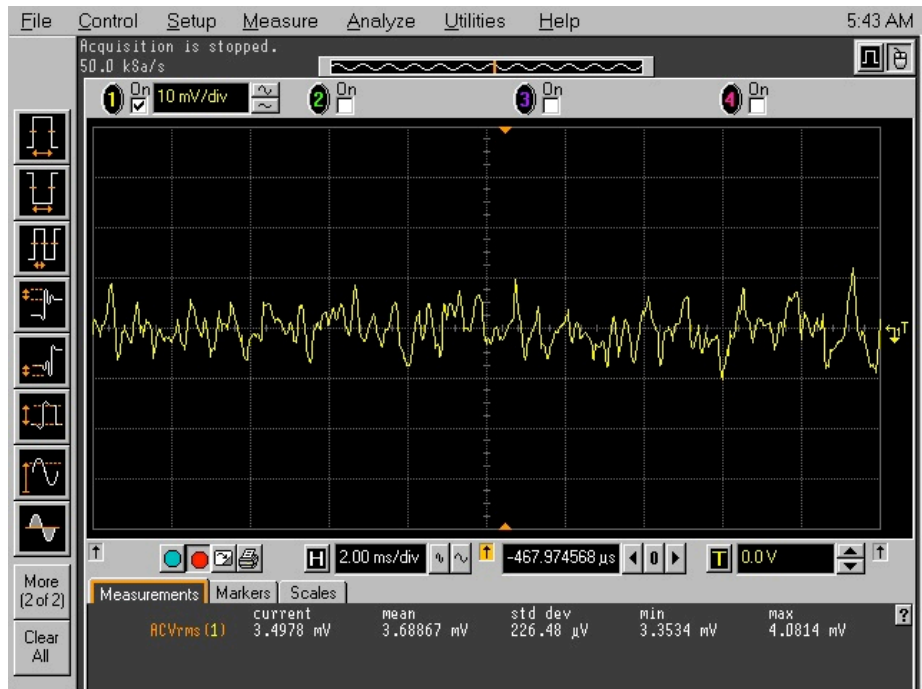 File Control Setup Measure Analyze Utilities Help 5:43 AM
Acquisition is stopped.
50.0 kSa/s
1 On 10 mV/div 2 On 3 On 4 On
T
H 2.00 ms/div -467.974568 µs 0 T 0.0 V
More
(2 of 2)
Clear
All
Measurements Markers Scales
current mean std dev min max
ACVrms(1) 3.4978 mV 3.68867 mV 226.48 µV 3.3534 mV 4.0814 mV
?